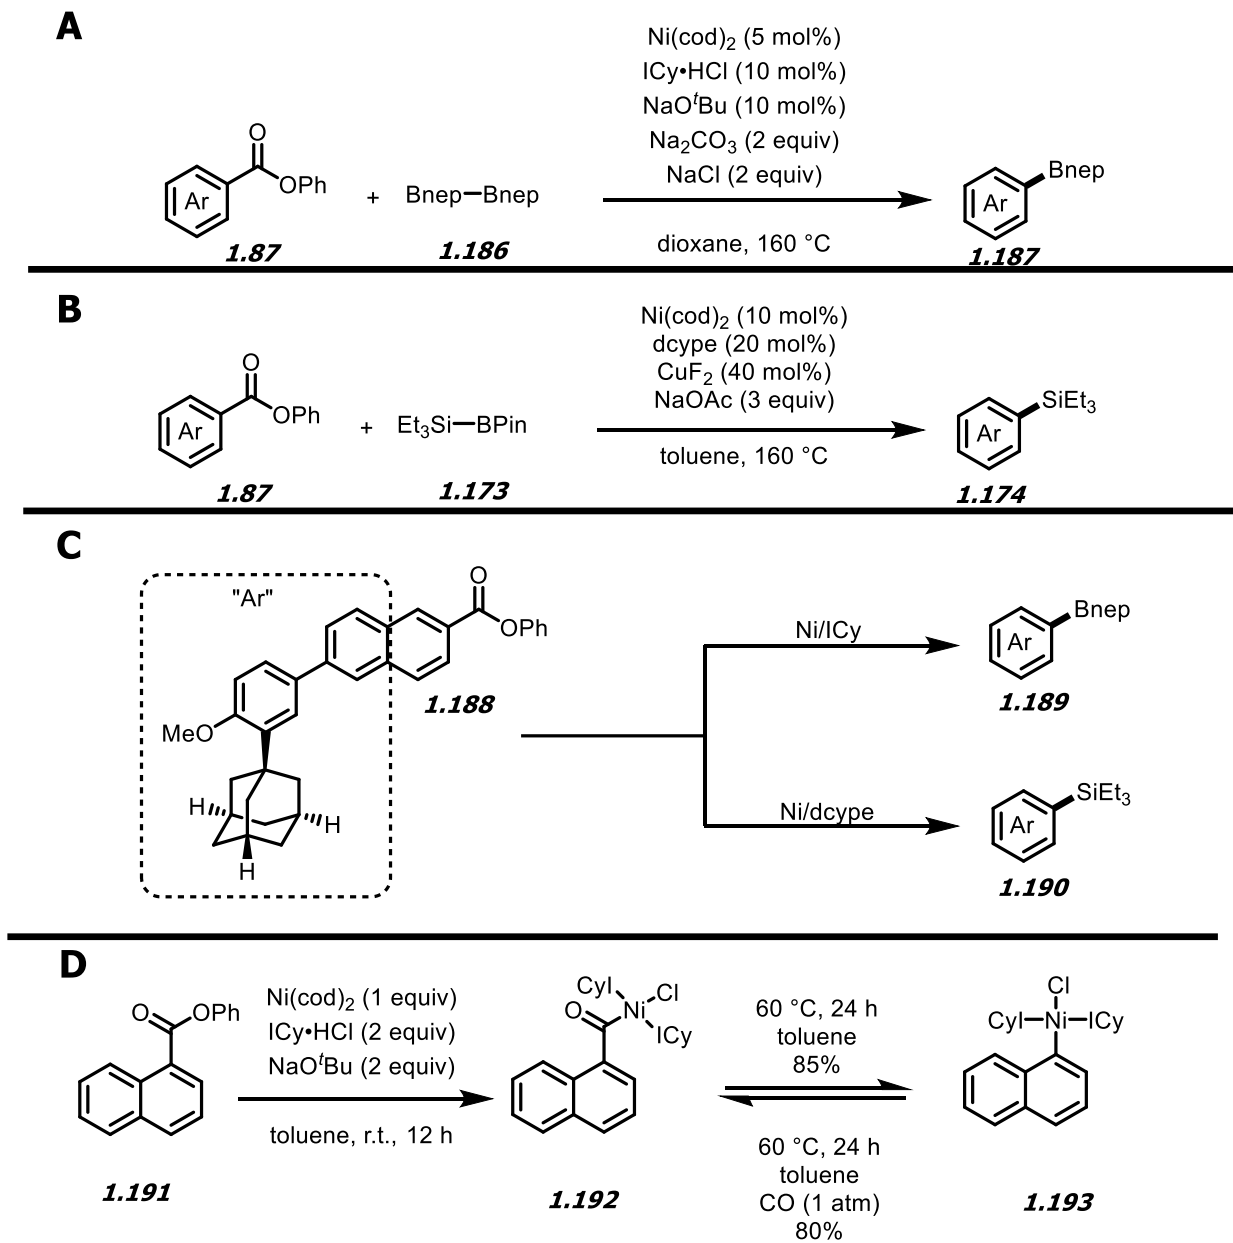 A
Ni(cod)2 (5 mol%)
ICy•HCl (10 mol%)
NaOtBu (10 mol%)
Na2CO3 (2 equiv)
NaCl (2 equiv)
dioxane, 160 °C
O
OPh
Ar
1.87
+
Bnep—Bnep
1.186
Bnep
Ar
1.187
B
Ni(cod)2 (10 mol%)
dcype (20 mol%)
CuF2 (40 mol%)
NaOAc (3 equiv)
toluene, 160 °C
O
OPh
Ar
1.87
+
Et3Si—BPin
1.173
SiEt3
Ar
1.174
C
"Ar"
O
OPh
MeO
H
H
H
1.188
Ni/ICy
Bnep
Ar
1.189
Ni/dcype
SiEt3
Ar
1.190
D
O
OPh
1.191
Ni(cod)2 (1 equiv)
ICy•HCl (2 equiv)
NaOtBu (2 equiv)
toluene, r.t., 12 h
CyI
Cl
O
Ni
ICy
1.192
60 °C, 24 h
toluene
85%
60 °C, 24 h
toluene
CO (1 atm)
80%
Cl
CyI—Ni—ICy
1.193